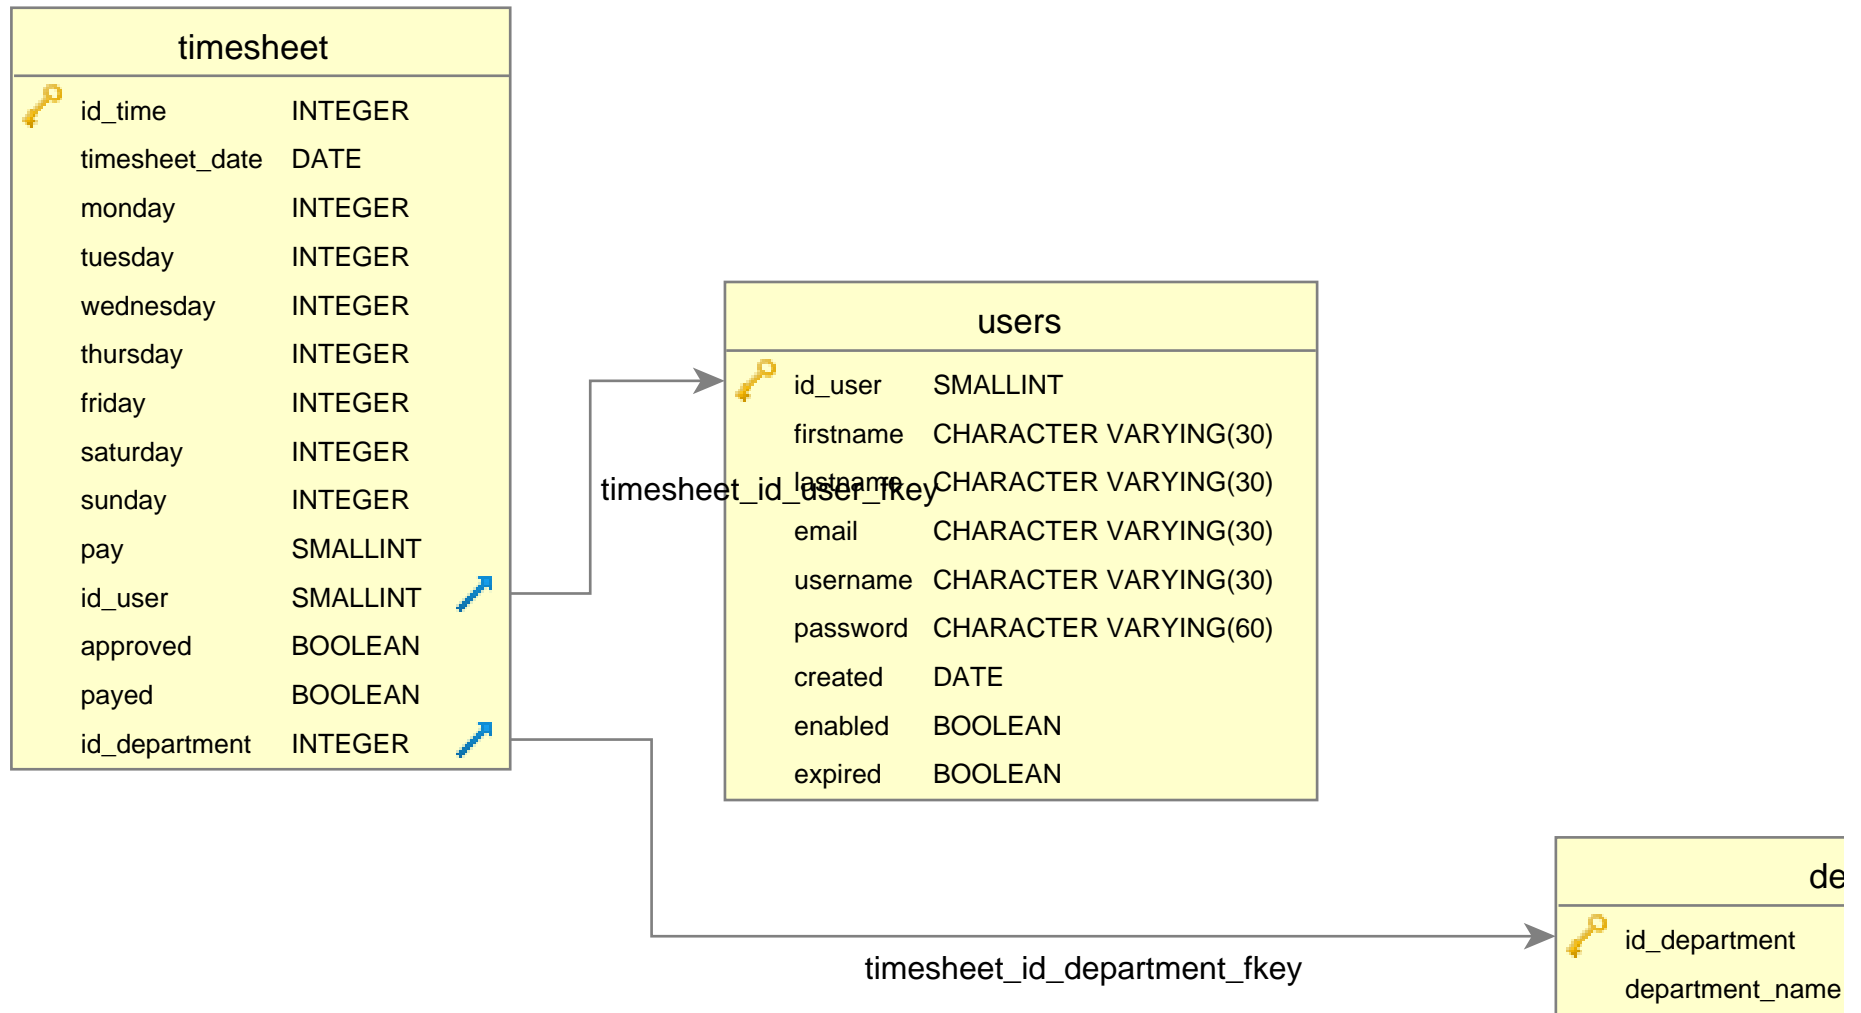 timesheet
id_time INTEGER
timesheet_date DATE
monday INTEGER
tuesday INTEGER
wednesday INTEGER
thursday INTEGER
friday INTEGER
saturday INTEGER
sunday INTEGER
pay SMALLINT
id_user SMALLINT
approved BOOLEAN
payed BOOLEAN
id_department INTEGER
timesheet_id_user_fkey
users
id_user SMALLINT
firstname CHARACTER VARYING(30)
lastname CHARACTER VARYING(30)
email CHARACTER VARYING(30)
username CHARACTER VARYING(30)
password CHARACTER VARYING(60)
created DATE
enabled BOOLEAN
expired BOOLEAN
timesheet_id_department_fkey
de
id_department
department_name